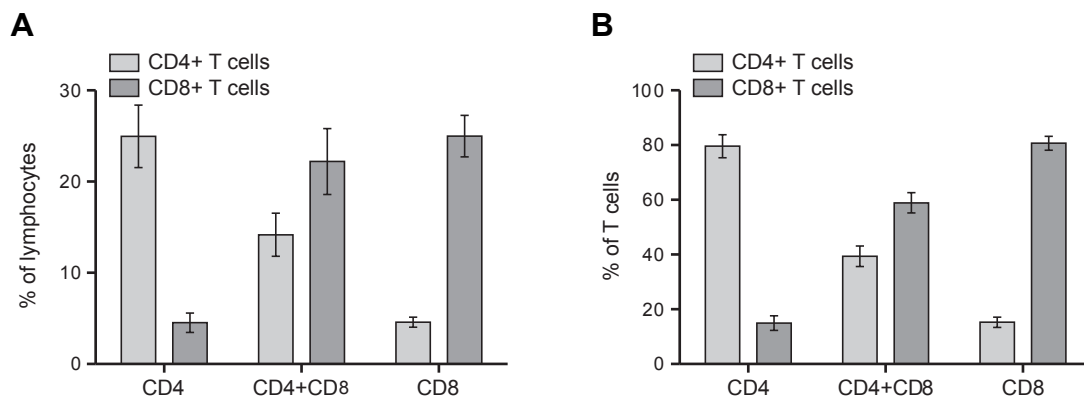 A
CD4+ T cells
CD8+ T cells
30
20
10
0
% of lymphocytes
CD4
CD4+CD8
CD8
B
CD4+ T cells
CD8+ T cells
100
80
60
40
20
0
% of T cells
CD4
CD4+CD8
CD8